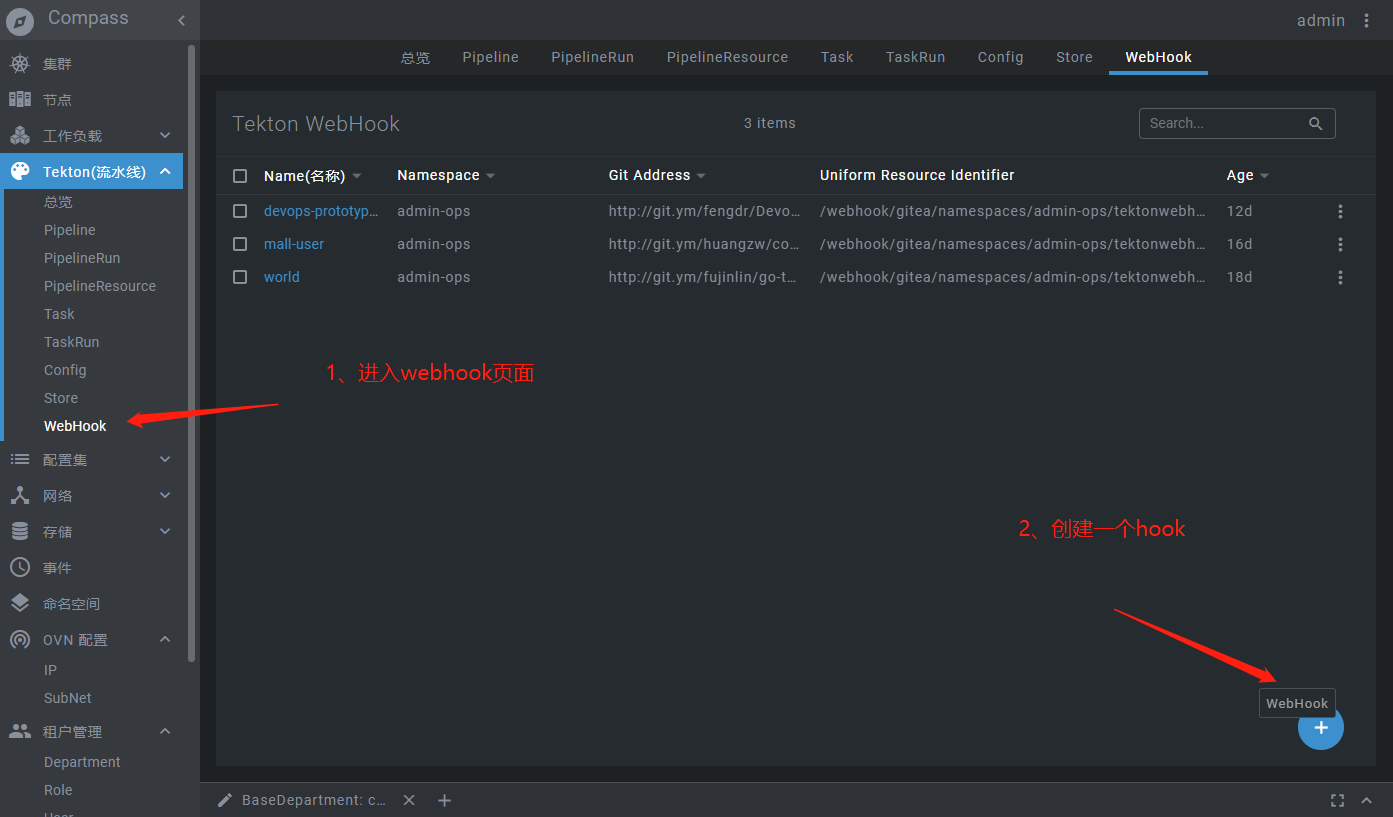 Compass
admin
集群
节点
工作负载
Tekton(流水线)
总览
Pipeline
PipelineRun
PipelineResource
Task
TaskRun
Config
Store
WebHook
配置集
网络
存储
事件
命名空间
OVN 配置
IP
SubNet
租户管理
Department
Role
User
总览 Pipeline PipelineRun PipelineResource Task TaskRun Config Store WebHook
Tekton WebHook 3 items Search...
Name(名称) Namespace Git Address Uniform Resource Identifier Age
devops-prototyp... admin-ops http://git.ym/fengdr/Devo... /webhook/gitea/namespaces/admin-ops/tektonwebh... 12d
mall-user admin-ops http://git.ym/huangzw/co... /webhook/gitea/namespaces/admin-ops/tektonwebh... 16d
world admin-ops http://git.ym/fujinlin/go-t... /webhook/gitea/namespaces/admin-ops/tektonwebh... 18d
1、进入webhook页面
2、创建一个hook
WebHook
BaseDepartment: c...